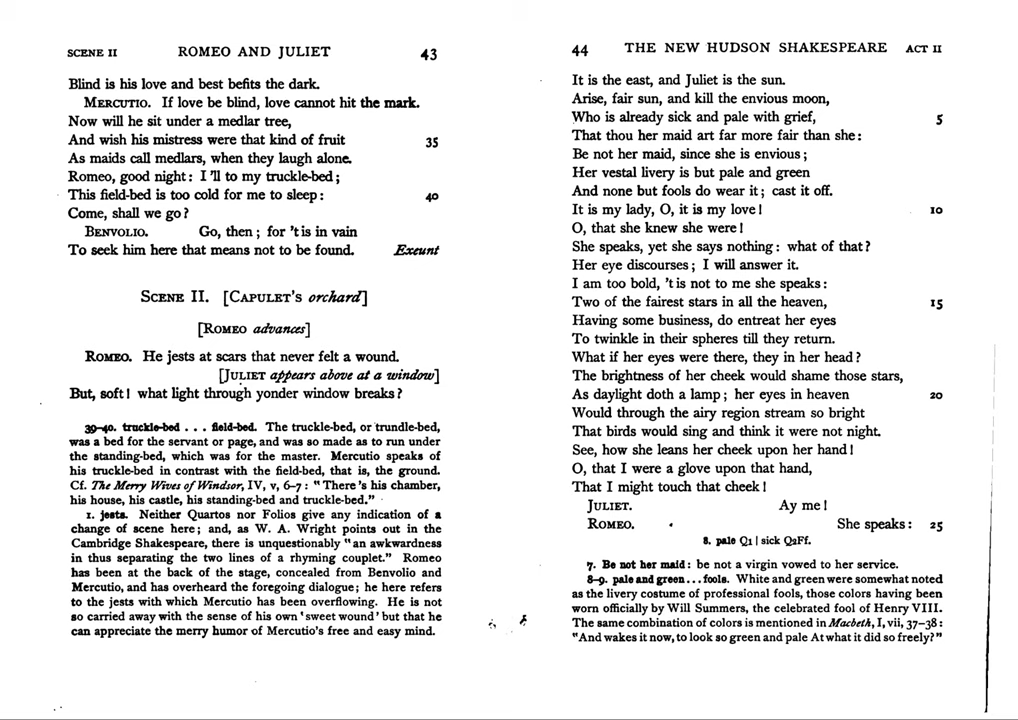 SCENE II ROMEO AND JULIET 43
Blind is his love and best befits the dark.
MERCUTIO. If love be blind, love cannot hit the mark.
Now will he sit under a medlar tree,
And wish his mistress were that kind of fruit 35
As maids call medlars, when they laugh alone.
Romeo, good night: I 'll to my truckle-bed;
This field-bed is too cold for me to sleep: 40
Come, shall we go?
BENVOLIO. Go, then; for 't is in vain
To seek him here that means not to be found. Exeunt
SCENE II. [CAPULET'S orchard]
[ROMEO advances]
ROMEO. He jests at scars that never felt a wound.
[JULIET appears above at a window]
But, soft! what light through yonder window breaks?
39-40. truckle-bed . . . field-bed. The truckle-bed, or trundle-bed,
was a bed for the servant or page, and was so made as to run under
the standing-bed, which was for the master. Mercutio speaks of
his truckle-bed in contrast with the field-bed, that is, the ground.
Cf. The Merry Wives of Windsor, IV, v, 6-7: "There's his chamber,
his house, his castle, his standing-bed and truckle-bed."
1. jests. Neither Quartos nor Folios give any indication of a
change of scene here; and, as W. A. Wright points out in the
Cambridge Shakespeare, there is unquestionably "an awkwardness
in thus separating the two lines of a rhyming couplet." Romeo
has been at the back of the stage, concealed from Benvolio and
Mercutio, and has overheard the foregoing dialogue; he here refers
to the jests with which Mercutio has been overflowing. He is not
so carried away with the sense of his own 'sweet wound' but that he
can appreciate the merry humor of Mercutio's free and easy mind.
44 THE NEW HUDSON SHAKESPEARE ACT II
It is the east, and Juliet is the sun.
Arise, fair sun, and kill the envious moon,
Who is already sick and pale with grief, 5
That thou her maid art far more fair than she:
Be not her maid, since she is envious;
Her vestal livery is but pale and green
And none but fools do wear it; cast it off.
It is my lady, O, it is my love! 10
O, that she knew she were!
She speaks, yet she says nothing: what of that?
Her eye discourses; I will answer it.
I am too bold, 't is not to me she speaks:
Two of the fairest stars in all the heaven, 15
Having some business, do entreat her eyes
To twinkle in their spheres till they return.
What if her eyes were there, they in her head?
The brightness of her cheek would shame those stars,
As daylight doth a lamp; her eyes in heaven 20
Would through the airy region stream so bright
That birds would sing and think it were not night.
See, how she leans her cheek upon her hand!
O, that I were a glove upon that hand,
That I might touch that cheek!
JULIET. Ay me!
ROMEO. She speaks: 25
8. pale Q1 | sick Q2Ff.
7. Be not her maid: be not a virgin vowed to her service.
8-9. pale and green . . . fools. White and green were somewhat noted
as the livery costume of professional fools, those colors having been
worn officially by Will Summers, the celebrated fool of Henry VIII.
The same combination of colors is mentioned in Macbeth, I, vii, 37-38:
"And wakes it now, to look so green and pale At what it did so freely?"